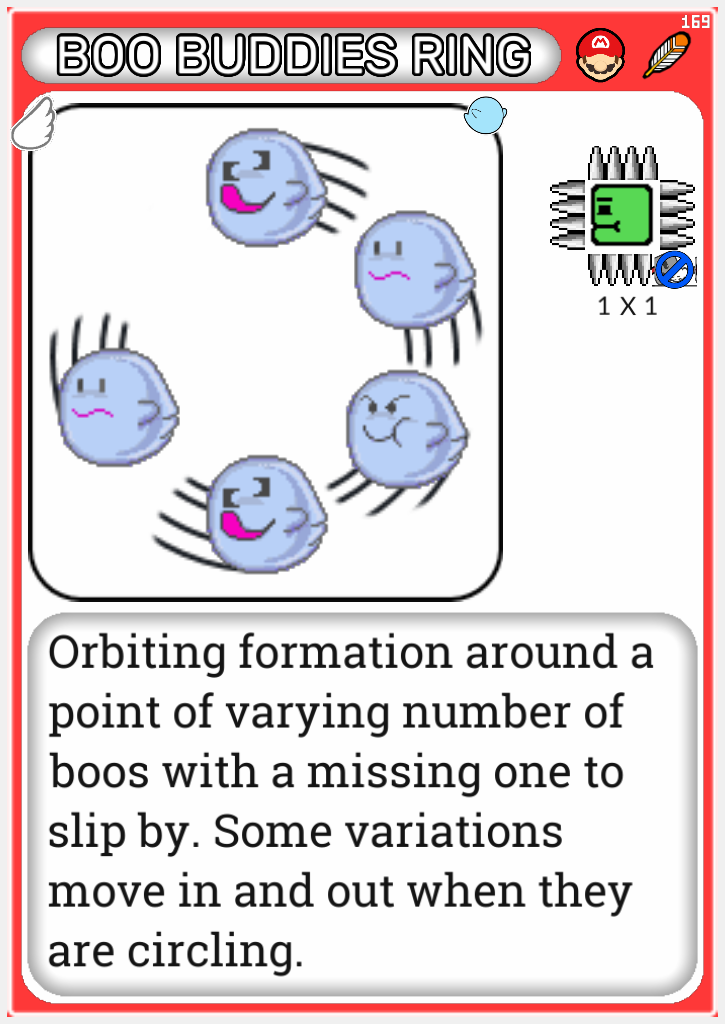 169
BOO BUDDIES RING
1 X 1
Orbiting formation around a
point of varying number of
boos with a missing one to
slip by. Some variations
move in and out when they
are circling.